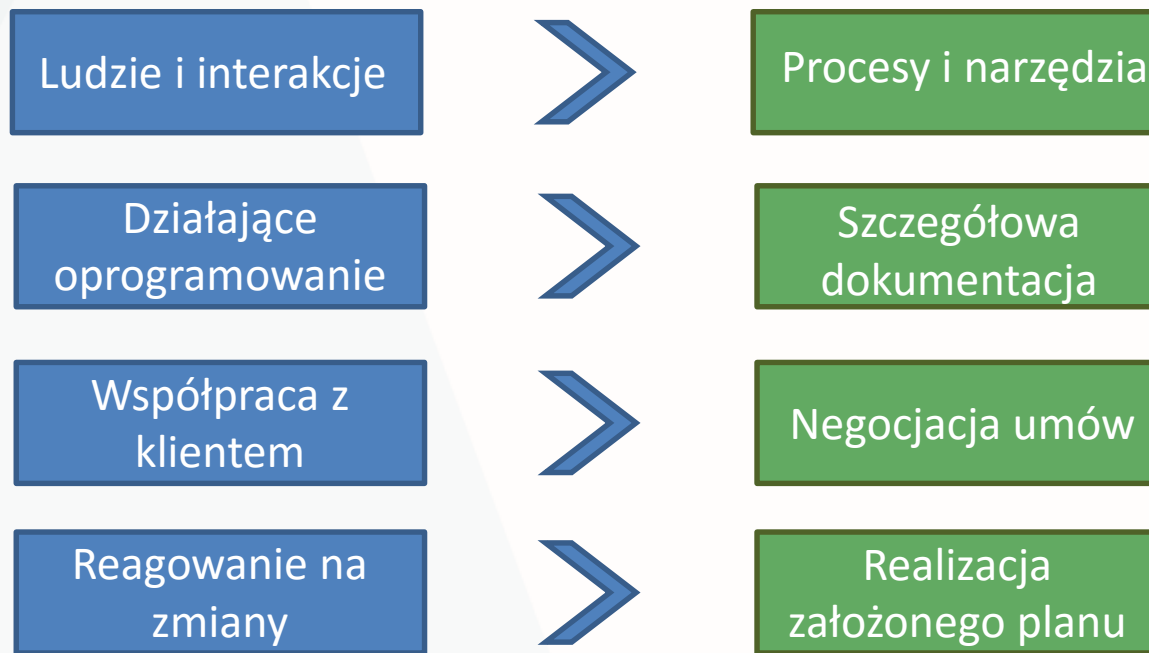 Ludzie i interakcje
Procesy i narzędzia
Działające
oprogramowanie
Szczegółowa
dokumentacja
Współpraca z
klientem
Negocjacja umów
Reagowanie na
zmiany
Realizacja
założonego planu